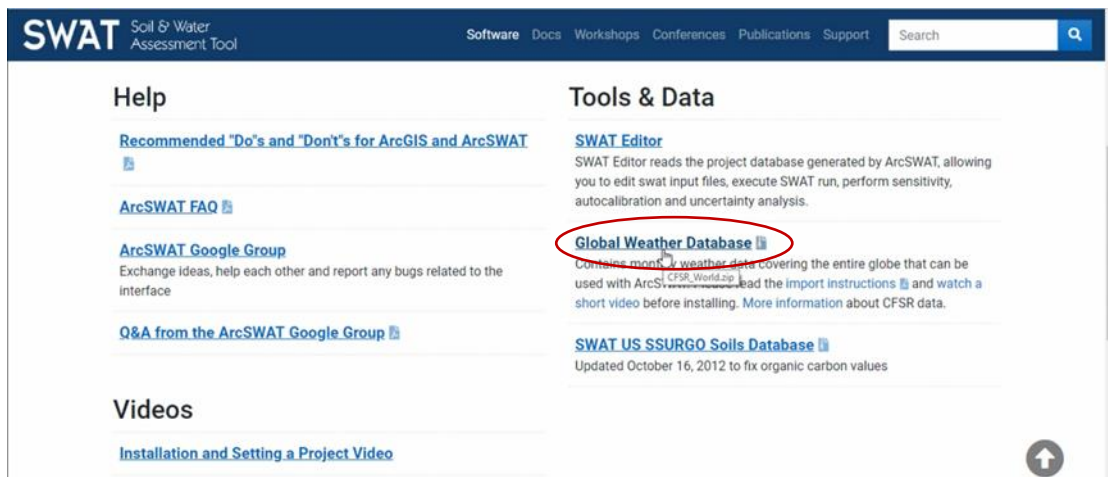 SWAT Soil & Water
Assessment Tool
Software Docs Workshops Conferences Publications Support Search
Help
Recommended "Do"s and "Don't"s for ArcGIS and ArcSWAT
ArcSWAT FAQ
ArcSWAT Google Group
Exchange ideas, help each other and report any bugs related to the
interface
Q&A from the ArcSWAT Google Group
Videos
Installation and Setting a Project Video
Tools & Data
SWAT Editor
SWAT Editor reads the project database generated by ArcSWAT, allowing
you to edit swat input files, execute SWAT run, perform sensitivity,
autocalibration and uncertainty analysis.
Global Weather Database
Contains monthly weather data covering the entire globe that can be
used with ArcSWAT. read the import instructions and watch a
CFSR_World.zip
short video before installing. More information about CFSR data.
SWAT US SSURGO Soils Database
Updated October 16, 2012 to fix organic carbon values